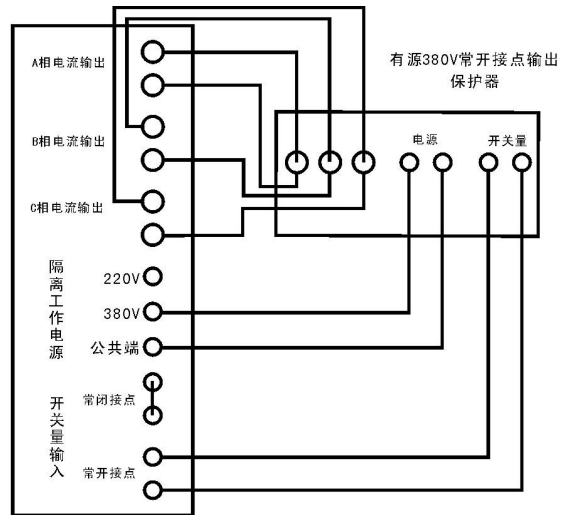 A相电流输出
B相电流输出
C相电流输出
隔离工作电源
220V
380V
公共端
开关量输入
常闭接点
常开接点
有源380V常开接点输出
保护器
电源
开关量